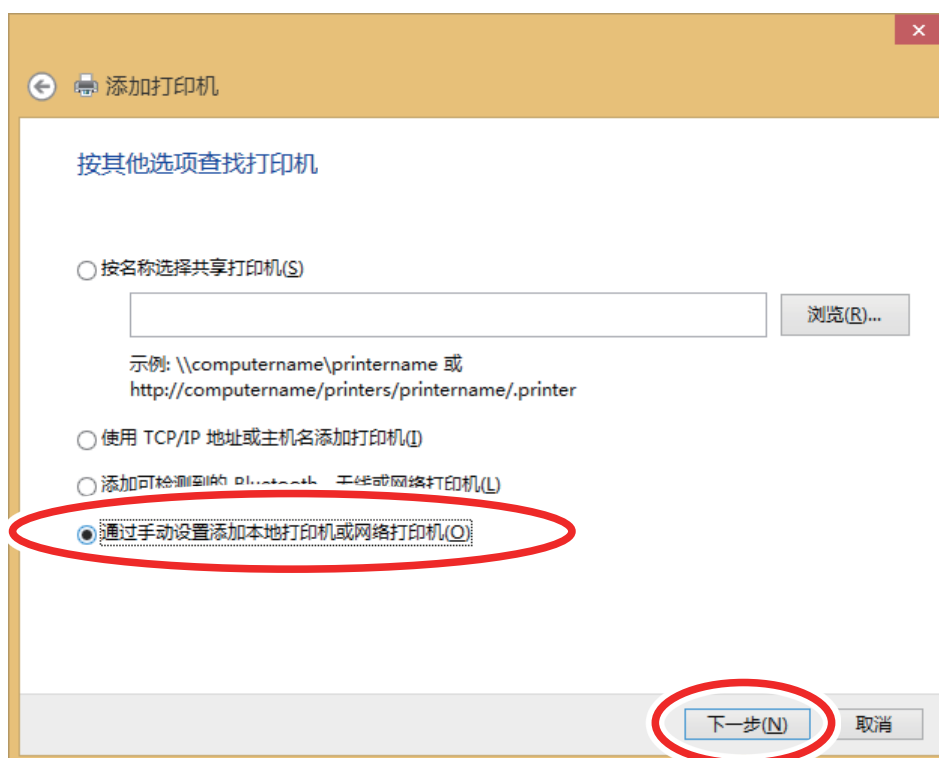 添加打印机
按其他选项查找打印机
按名称选择共享打印机(S)
浏览(R)...
示例: \\computername\printername 或
http://computername/printers/printername/.printer
使用 TCP/IP 地址或主机名添加打印机(I)
添加可检测到的 Bluetooth、无线或网络打印机(L)
通过手动设置添加本地打印机或网络打印机(O)
下一步(N)
取消